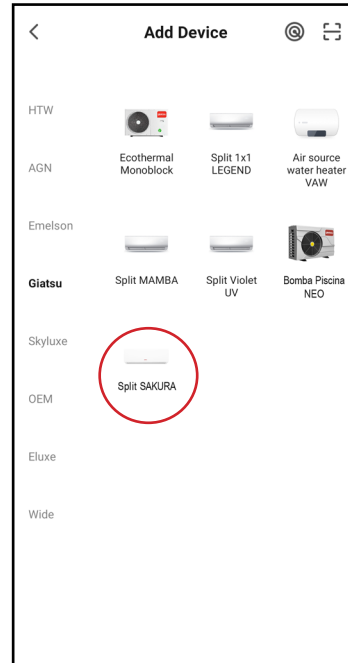 Add Device
HTW
AGN
Emelson
Giatsu
Skyluxe
OEM
Eluxe
Wide
Ecothermal
Monoblock
Split 1x1
LEGEND
Air source
water heater
VAW
Split MAMBA
Split Violet
UV
Bomba Piscina
NEO
Split SAKURA